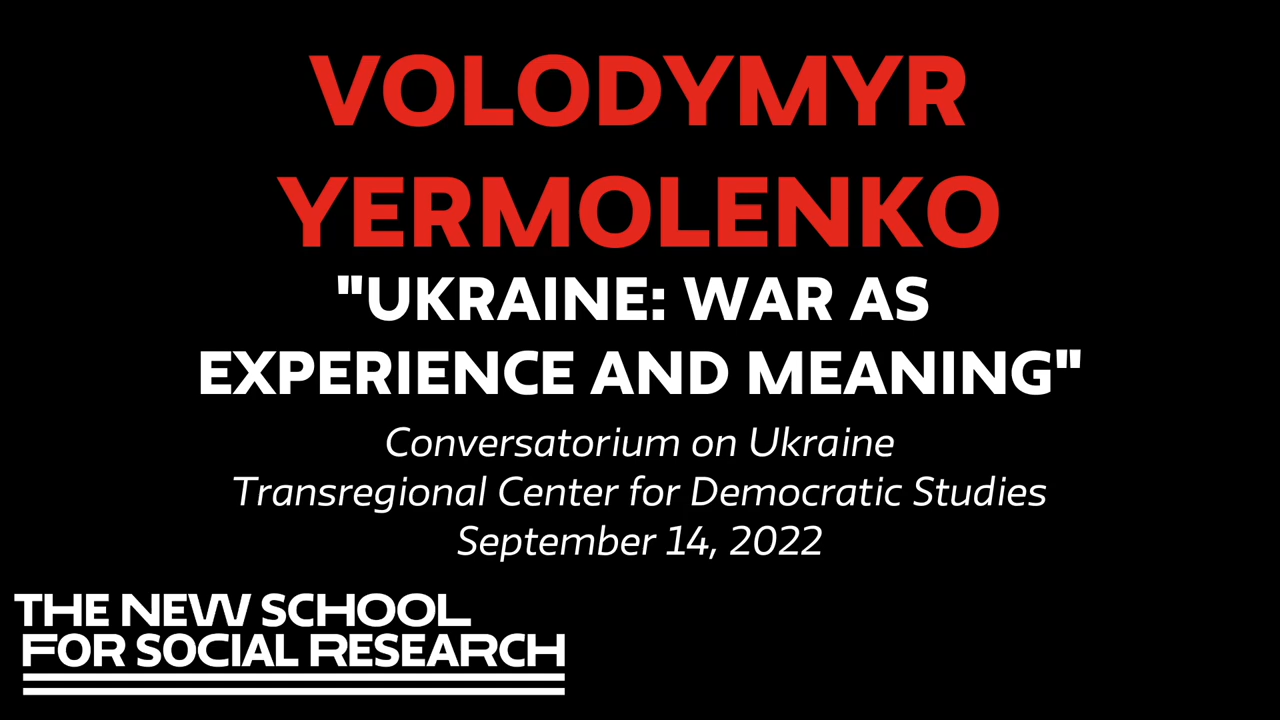 VOLODYMYR
YERMOLENKO
"UKRAINE: WAR AS
EXPERIENCE AND MEANING"
Conversatorium on Ukraine
Transregional Center for Democratic Studies
September 14, 2022
THE NEW SCHOOL
FOR SOCIAL RESEARCH